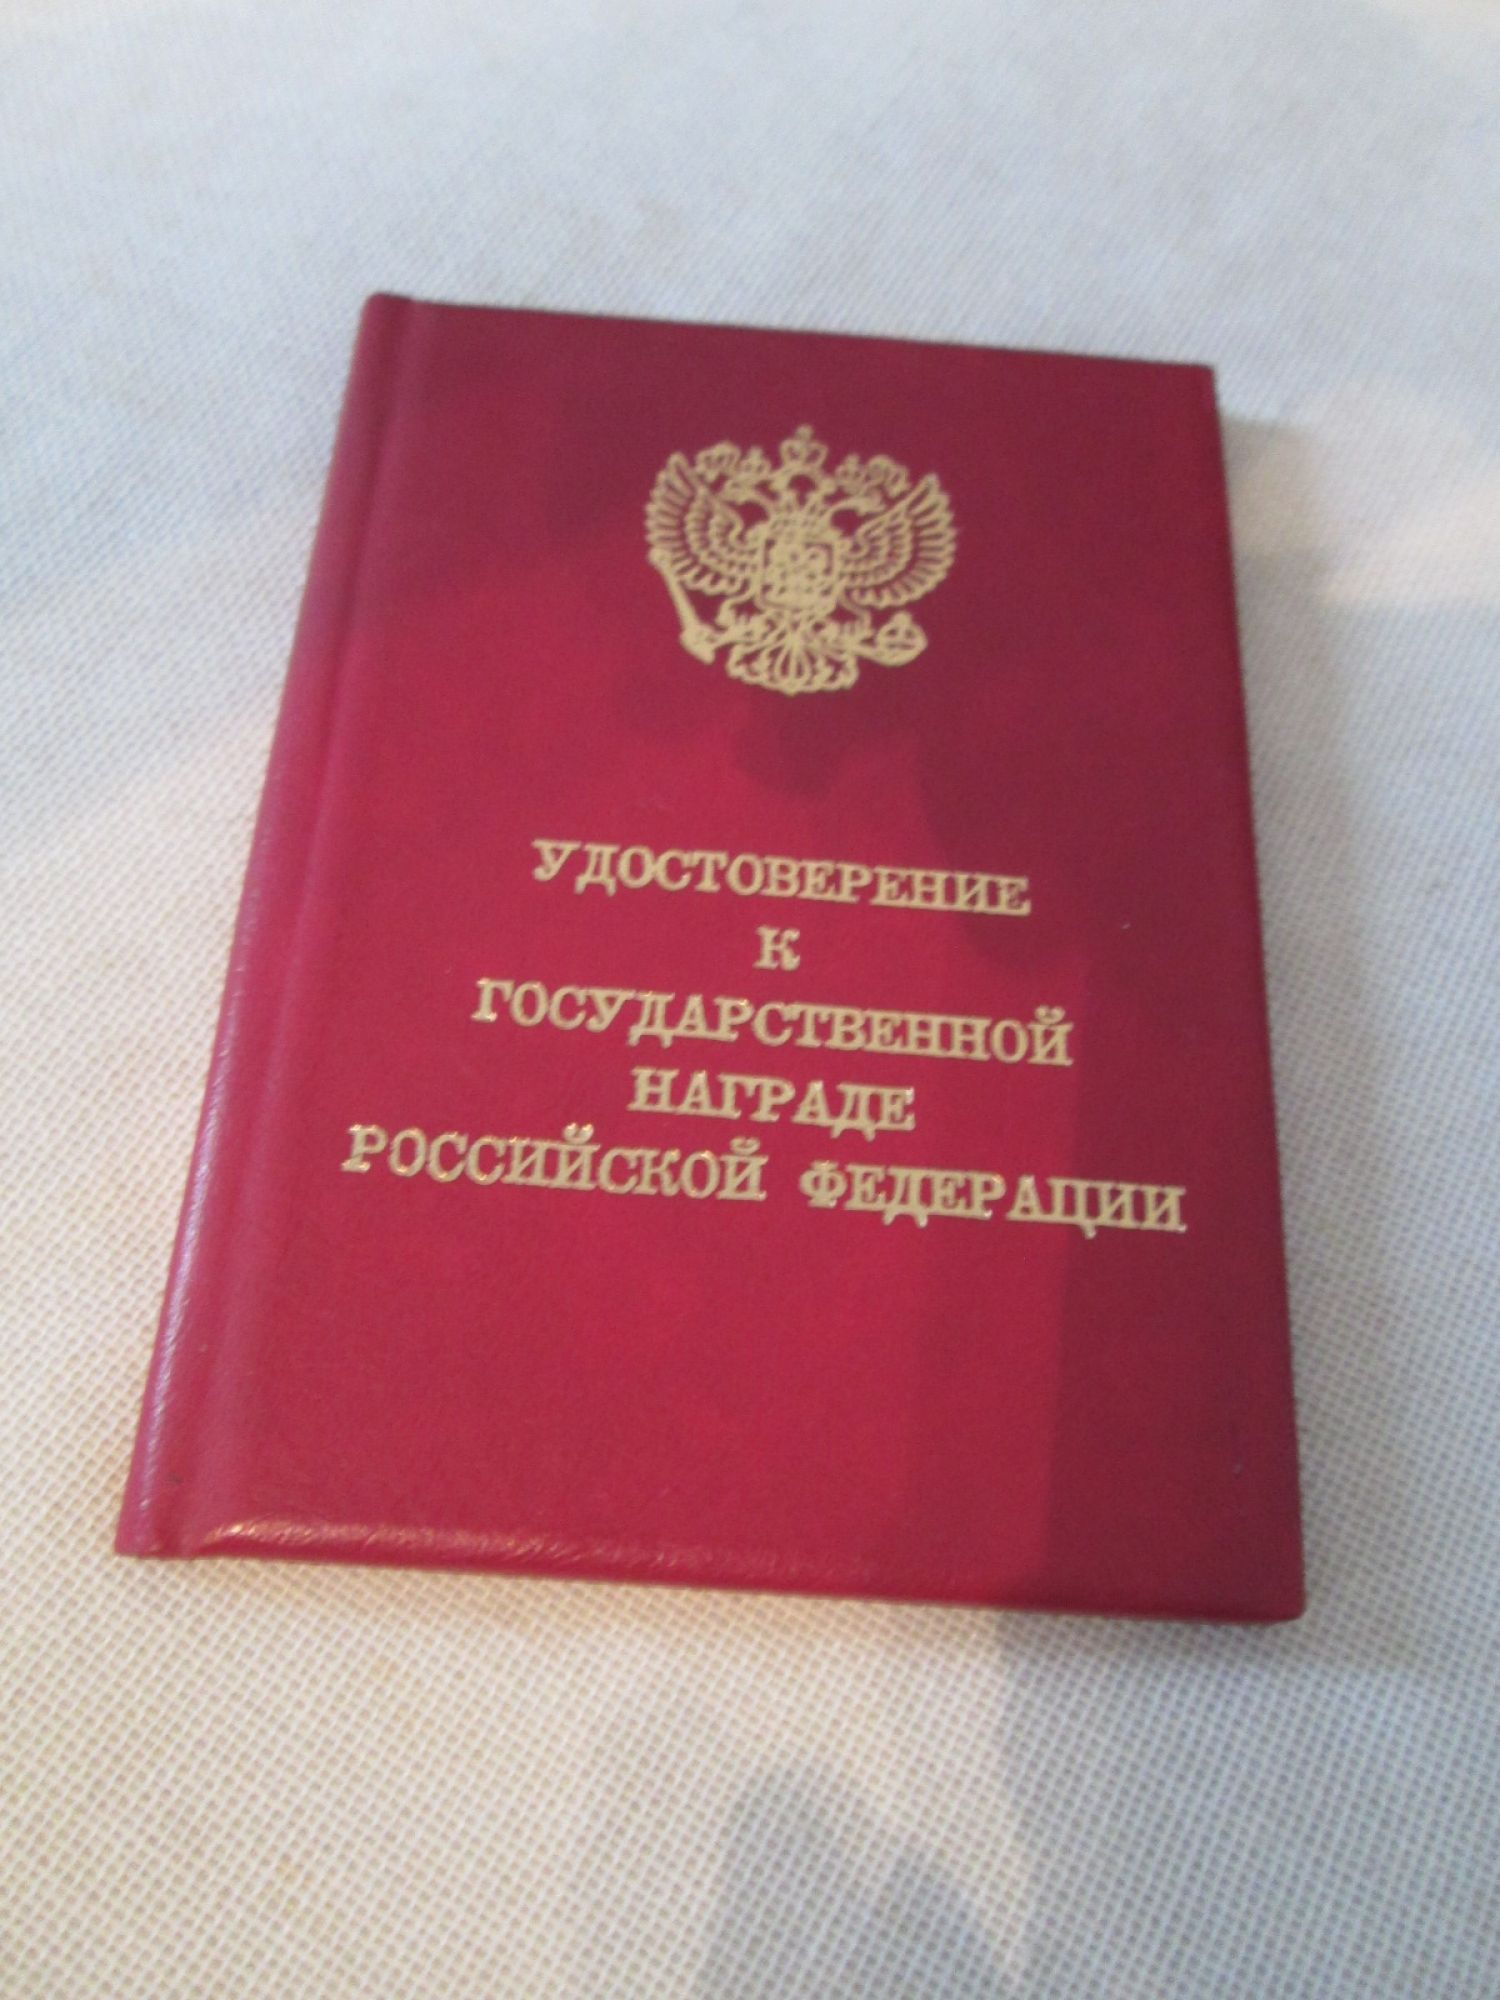 УДОСТОВЕРЕНИЕ
К
ГОСУДАРСТВЕННОЙ
НАГРАДЕ
РОССИЙСКОЙ ФЕДЕРАЦИИ